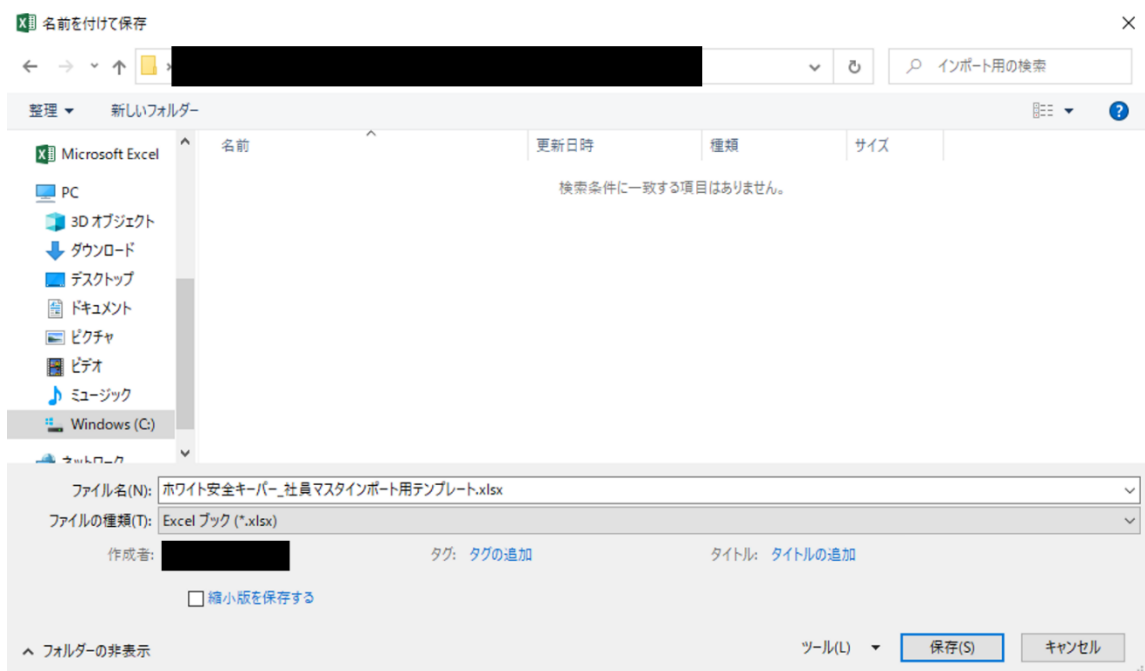 名前を付けて保存
インポート用の検索
整理 新しいフォルダー
名前 更新日時 種類 サイズ
検索条件に一致する項目はありません。
Microsoft Excel
PC
3D オブジェクト
ダウンロード
デスクトップ
ドキュメント
ピクチャ
ビデオ
ミュージック
Windows (C:)
ネットワーク
ファイル名(N): ホワイト安全キーパー_社員マスタインポート用テンプレート.xlsx
ファイルの種類(T): Excel ブック (*.xlsx)
作成者: タグ: タグの追加 タイトル: タイトルの追加
縮小版を保存する
フォルダーの非表示 ツール(L) 保存(S) キャンセル